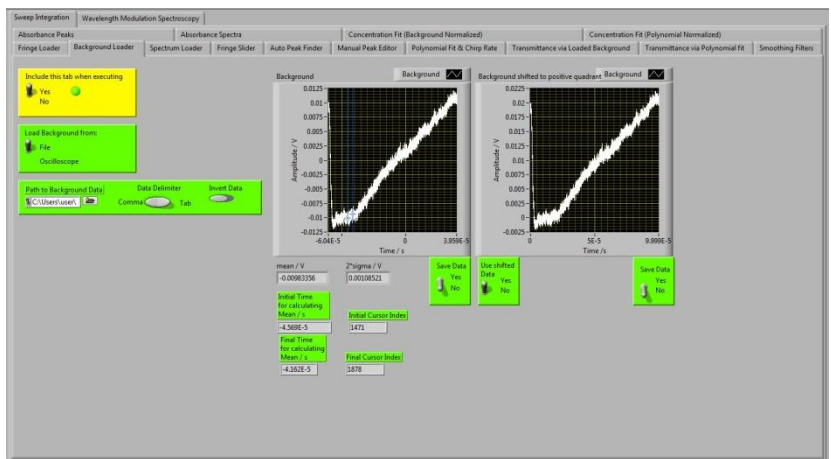 Sweep Integration Wavelength Modulation Spectroscopy
Absorbance Peaks Absorbance Spectra Concentration Fit (Background Normalized) Concentration Fit (Polynomial Normalized)
Fringe Loader Background Loader Spectrum Loader Fringe Slider Auto Peak Finder Manual Peak Editor Polynomial Fit & Chirp Rate Transmittance via Loaded Background Transmittance via Polynomial fit Smoothing Filters
Include this tab when executing
Yes
No
Load Background from:
File
Oscilloscope
Path to Background Data
C:\Users\user\
Data Delimiter
Comma Tab
Invert Data
Background Background
0.0125
0.01
0.0075
0.005
0.0025
0
-0.0025
-0.005
-0.0075
-0.01
-0.0125
Amplitude / V
-6.04E-5 0 3.959E-5
Time / s
Background shifted to positive quadrant Background
0.0225
0.02
0.0175
0.015
0.0125
0.01
0.0075
0.005
0.0025
0
-0.0025
Amplitude / V
0 5E-5 9.999E-5
Time /s
mean / V
-0.00983356
2*sigma / V
0.00108521
Save Data
Yes
No
Use shifted
Data
Yes
No
Save Data
Yes
No
Initial Time
for calculating
Mean / s
-4.569E-5
Initial Cursor Index
1471
Final Time
for calculating
Mean / s
-4.162E-5
Final Cursor Index
1878